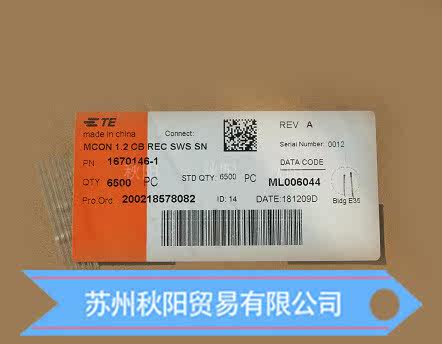 TE
REV A
made in china
Connect:
Serial Number: 0012
MCON 1.2 CB REC SWS SN
PN 1670146-1
DATA CODE
QTY 6500 PC
STD QTY: 6500 PC
ML006044
Pro.Ord 200218578082
ID: 14
DATE:181209D
Bldg E35
苏州秋阳贸易有限公司